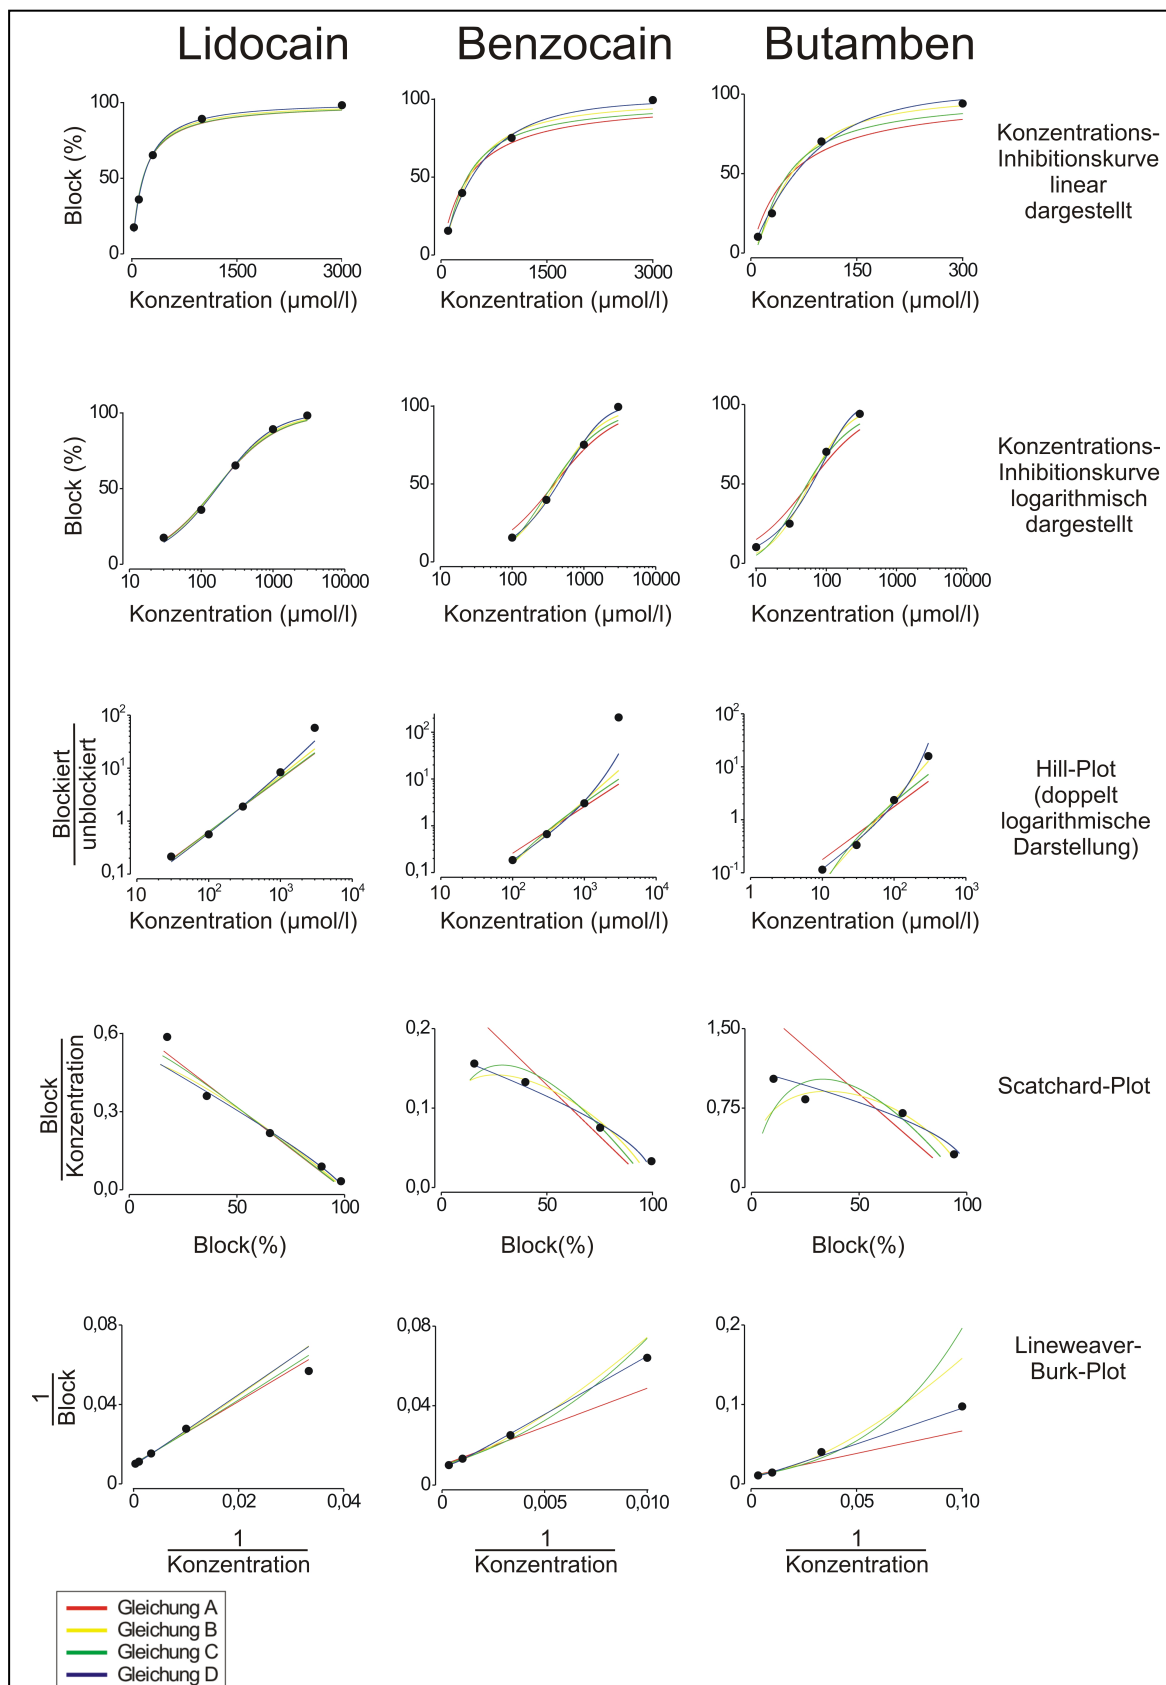 Lidocain Benzocain Butamben
100
50
0
Block (%)
0 1500 3000
Konzentration (µmol/l)
100
50
0
0 1500 3000
Konzentration (µmol/l)
100
50
0
0 150 300
Konzentration (µmol/l)
Konzentrations-
Inhibitionskurve
linear
dargestellt
100
50
0
Block (%)
10 100 1000 10000
Konzentration (µmol/l)
100
50
0
10 100 1000 10000
Konzentration (µmol/l)
100
50
0
10 100 1000 10000
Konzentration (µmol/l)
Konzentrations-
Inhibitionskurve
logarithmisch
dargestellt
Blockiert
unblockiert
10²
10
1
0,1
10 10² 10³ 10⁴
Konzentration (µmol/l)
10²
10
1
0,1
10 10² 10³ 10⁴
Konzentration (µmol/l)
10²
10
1
10⁻¹
1 10 10² 10³
Konzentration (µmol/l)
Hill-Plot
(doppelt
logarithmische
Darstellung)
Block
Konzentration
0,6
0,3
0,0
0 50 100
Block(%)
0,2
0,1
0,0
0 50 100
Block(%)
1,50
0,75
0
0 50 100
Block(%)
Scatchard-Plot
1
Block
0,08
0,04
0
0 0,02 0,04
1
Konzentration
0,08
0,04
0
0 0,005 0,010
1
Konzentration
0,2
0,1
0
0 0,05 0,10
1
Konzentration
Lineweaver-
Burk-Plot
Gleichung A
Gleichung B
Gleichung C
Gleichung D